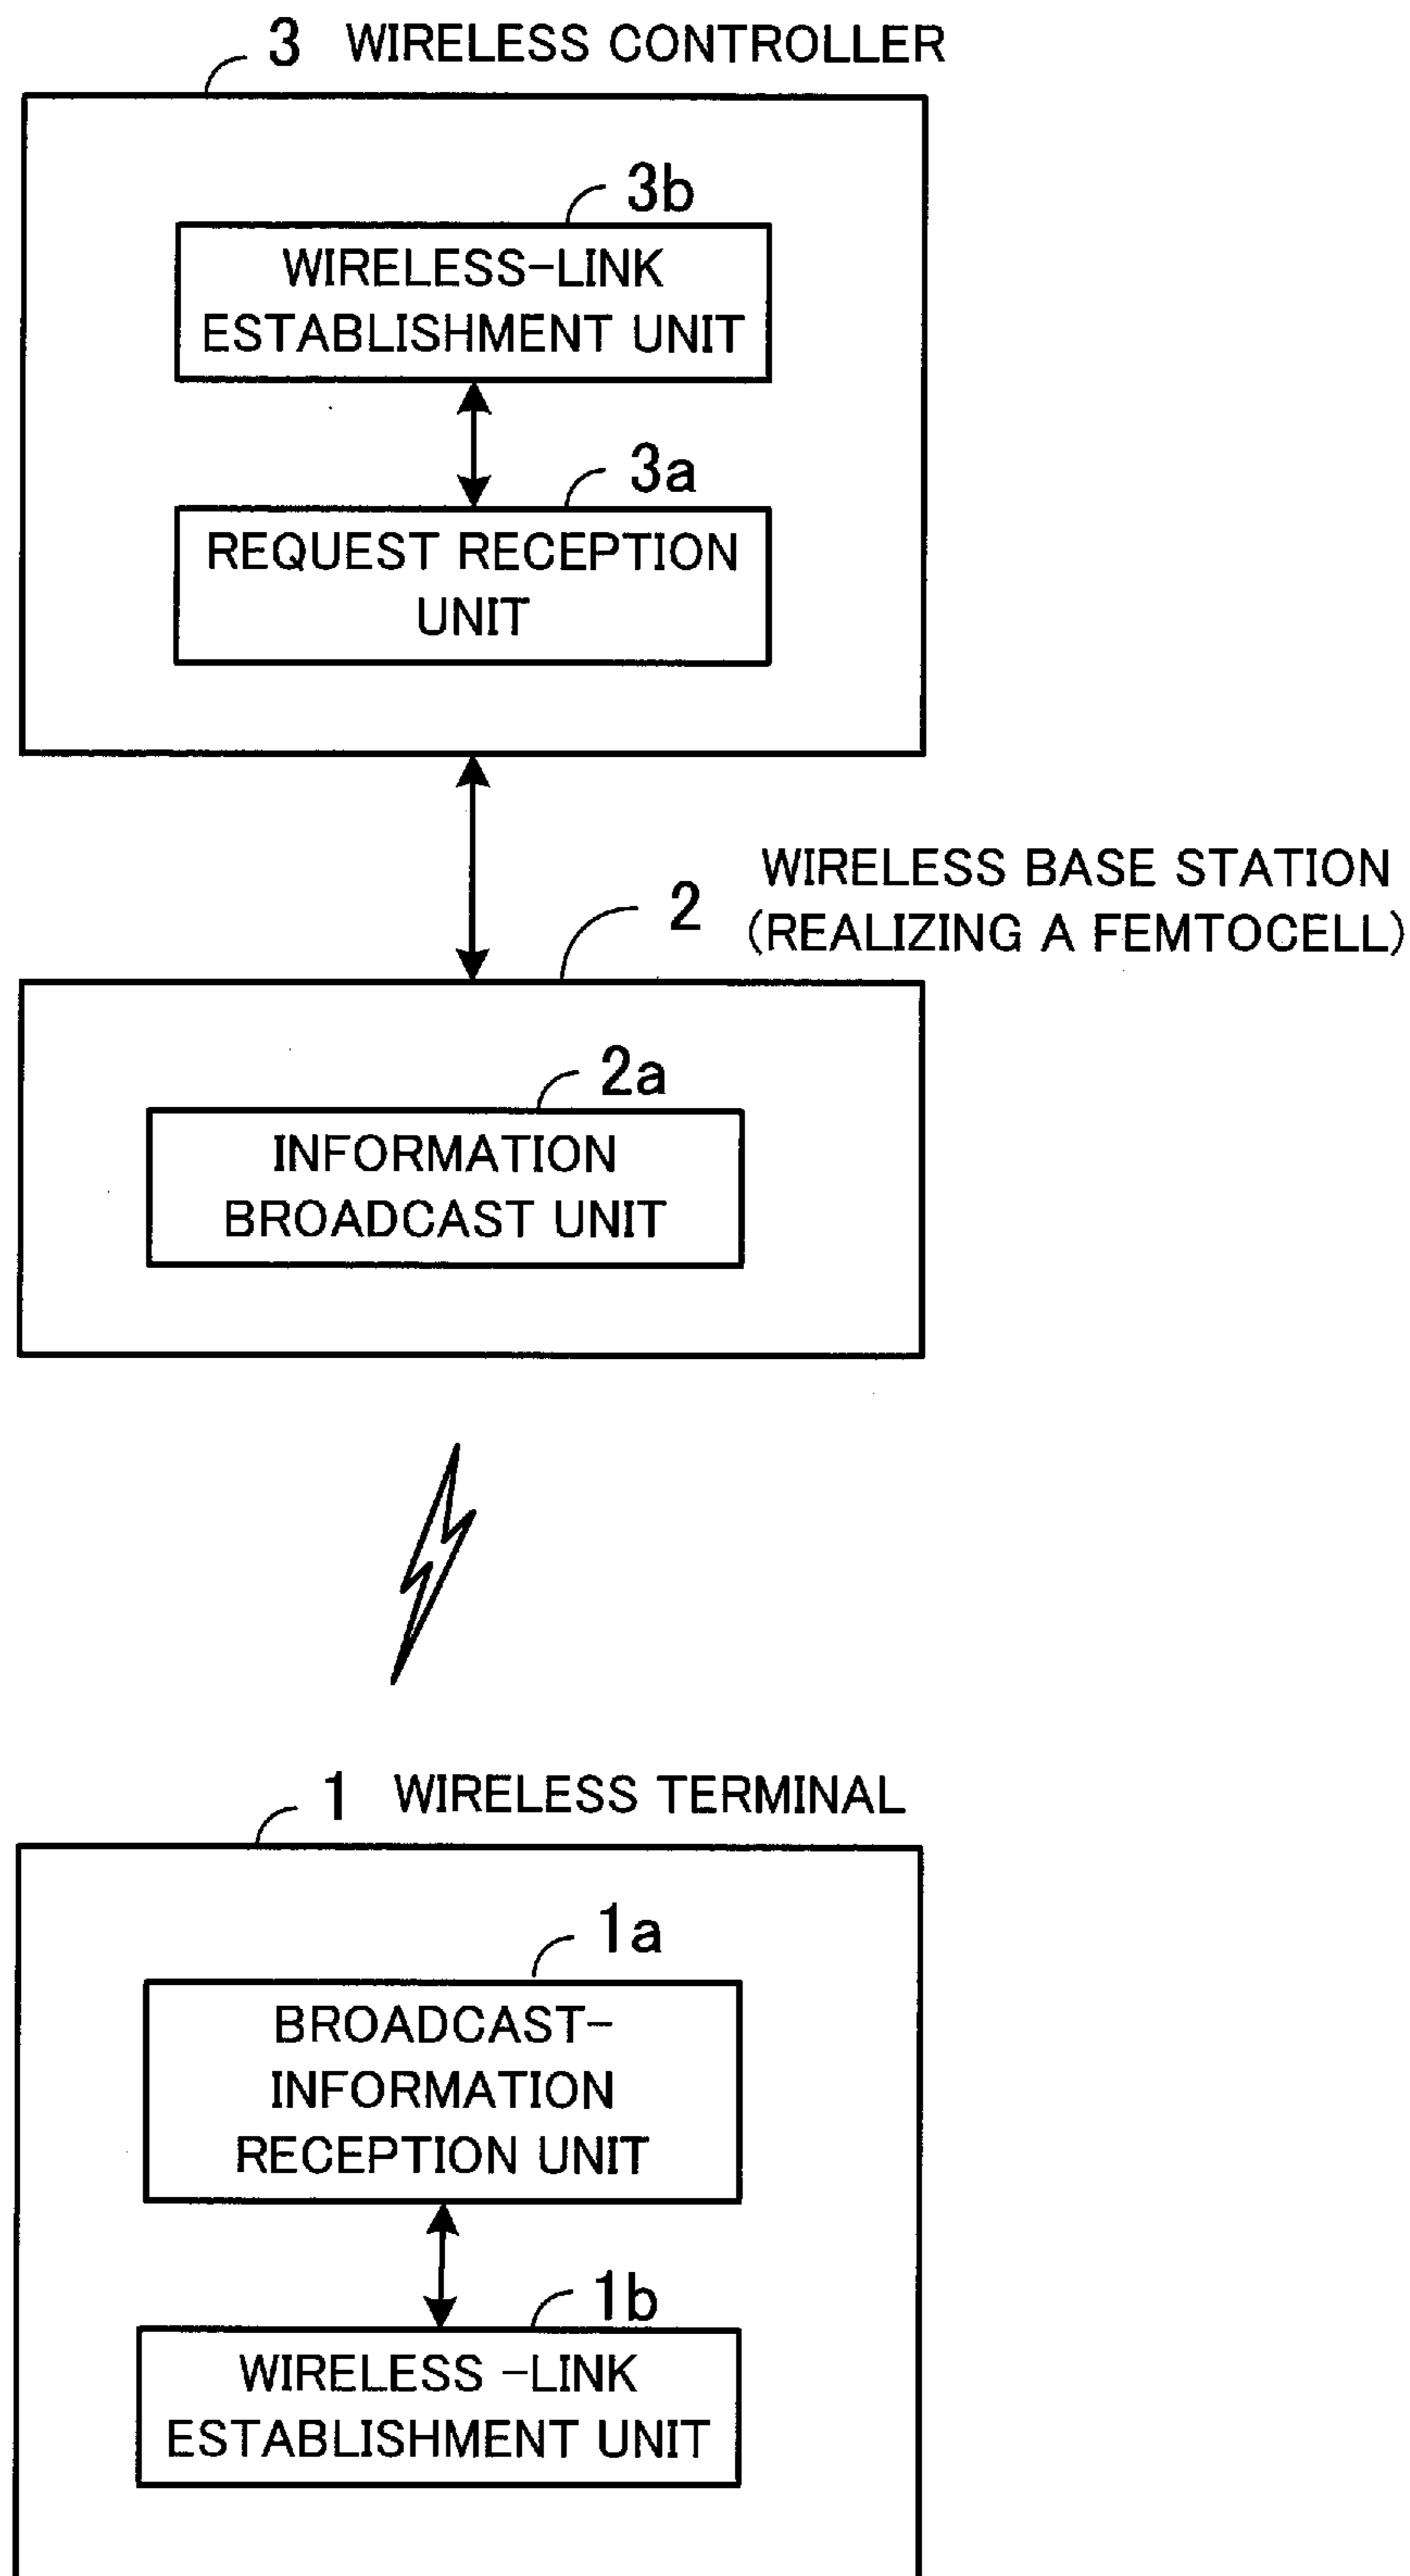 3 WIRELESS CONTROLLER
3b
WIRELESS-LINK
ESTABLISHMENT UNIT
3a
REQUEST RECEPTION
UNIT
2 WIRELESS BASE STATION
(REALIZING A FEMTOCELL)
2a
INFORMATION
BROADCAST UNIT
1 WIRELESS TERMINAL
1a
BROADCAST-
INFORMATION
RECEPTION UNIT
1b
WIRELESS -LINK
ESTABLISHMENT UNIT